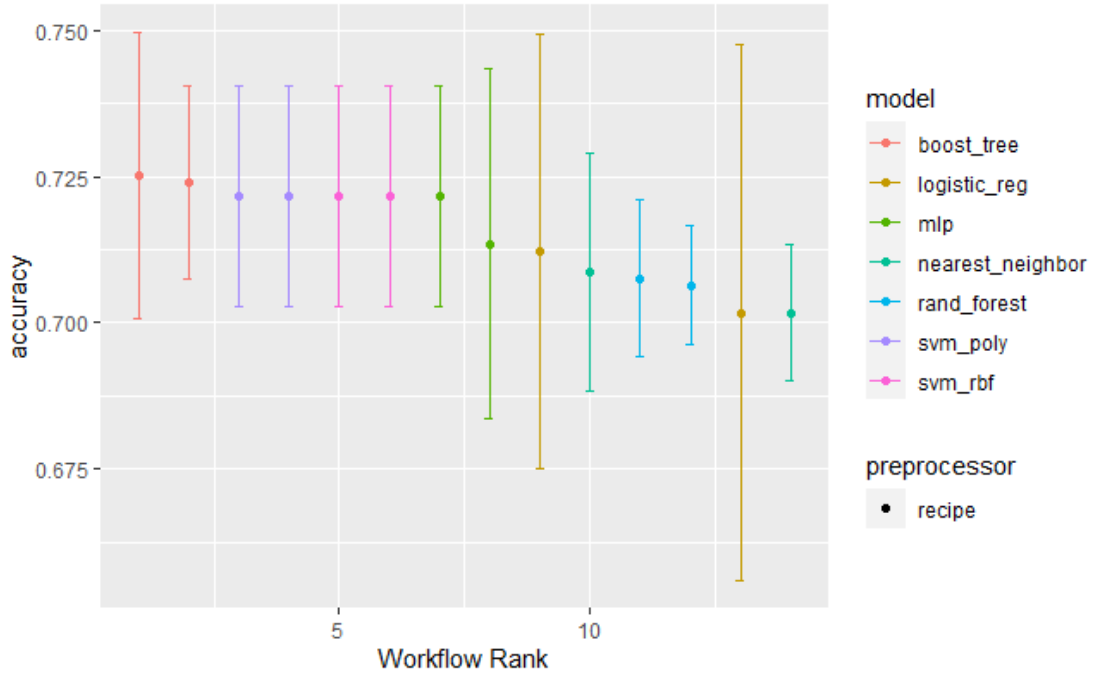 0.750
0.725
0.700
0.675
accuracy
5
10
Workflow Rank
model
boost_tree
logistic_reg
mlp
nearest_neighbor
rand_forest
svm_poly
svm_rbf
preprocessor
recipe